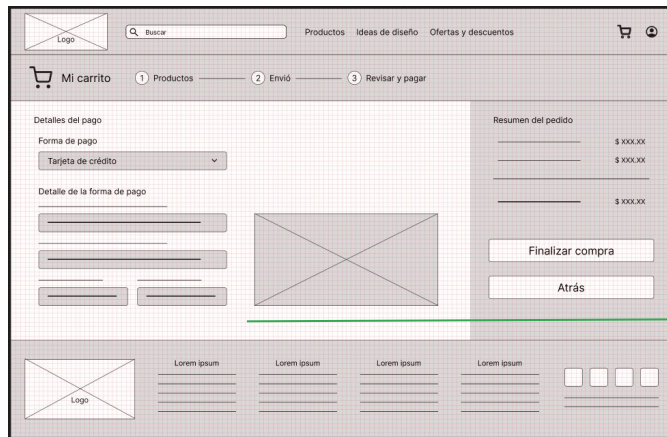 Logo
Buscar
Productos Ideas de diseño Ofertas y descuentos
Mi carrito
1 Productos 2 Envió 3 Revisar y pagar
Detalles del pago
Forma de pago
Tarjeta de crédito
Detalle de la forma de pago
Resumen del pedido
$ XXX.XX
$ XXX.XX
$ XXX.XX
Finalizar compra
Atrás
Logo
Lorem ipsum Lorem ipsum Lorem ipsum Lorem ipsum